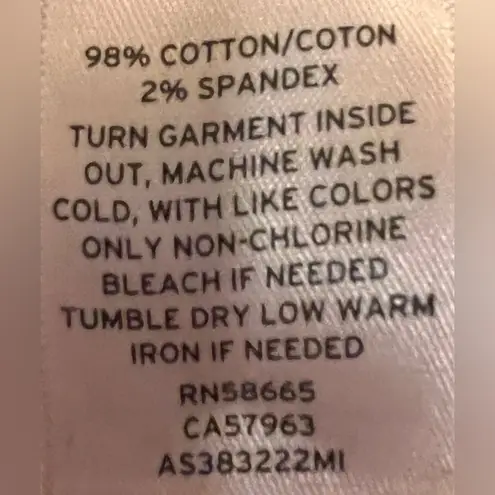 98% COTTON/COTON
2% SPANDEX
TURN GARMENT INSIDE
OUT, MACHINE WASH
COLD, WITH LIKE COLORS
ONLY NON-CHLORINE
BLEACH IF NEEDED
TUMBLE DRY LOW WARM
IRON IF NEEDED
RN58665
CA57963
AS383222MI